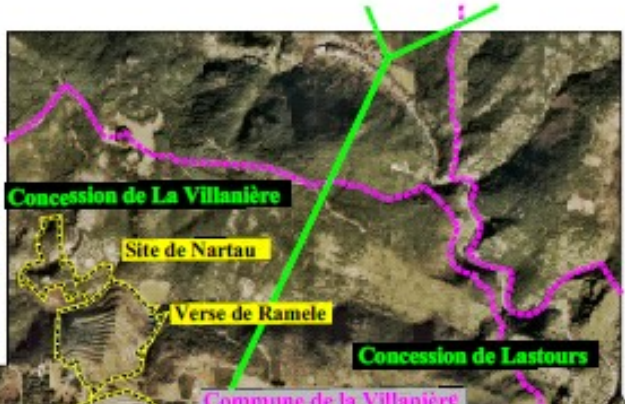 Concession de La Villanière
Site de Nartau
Verse de Ramele
Concession de Lastours
Commune de la Villanière